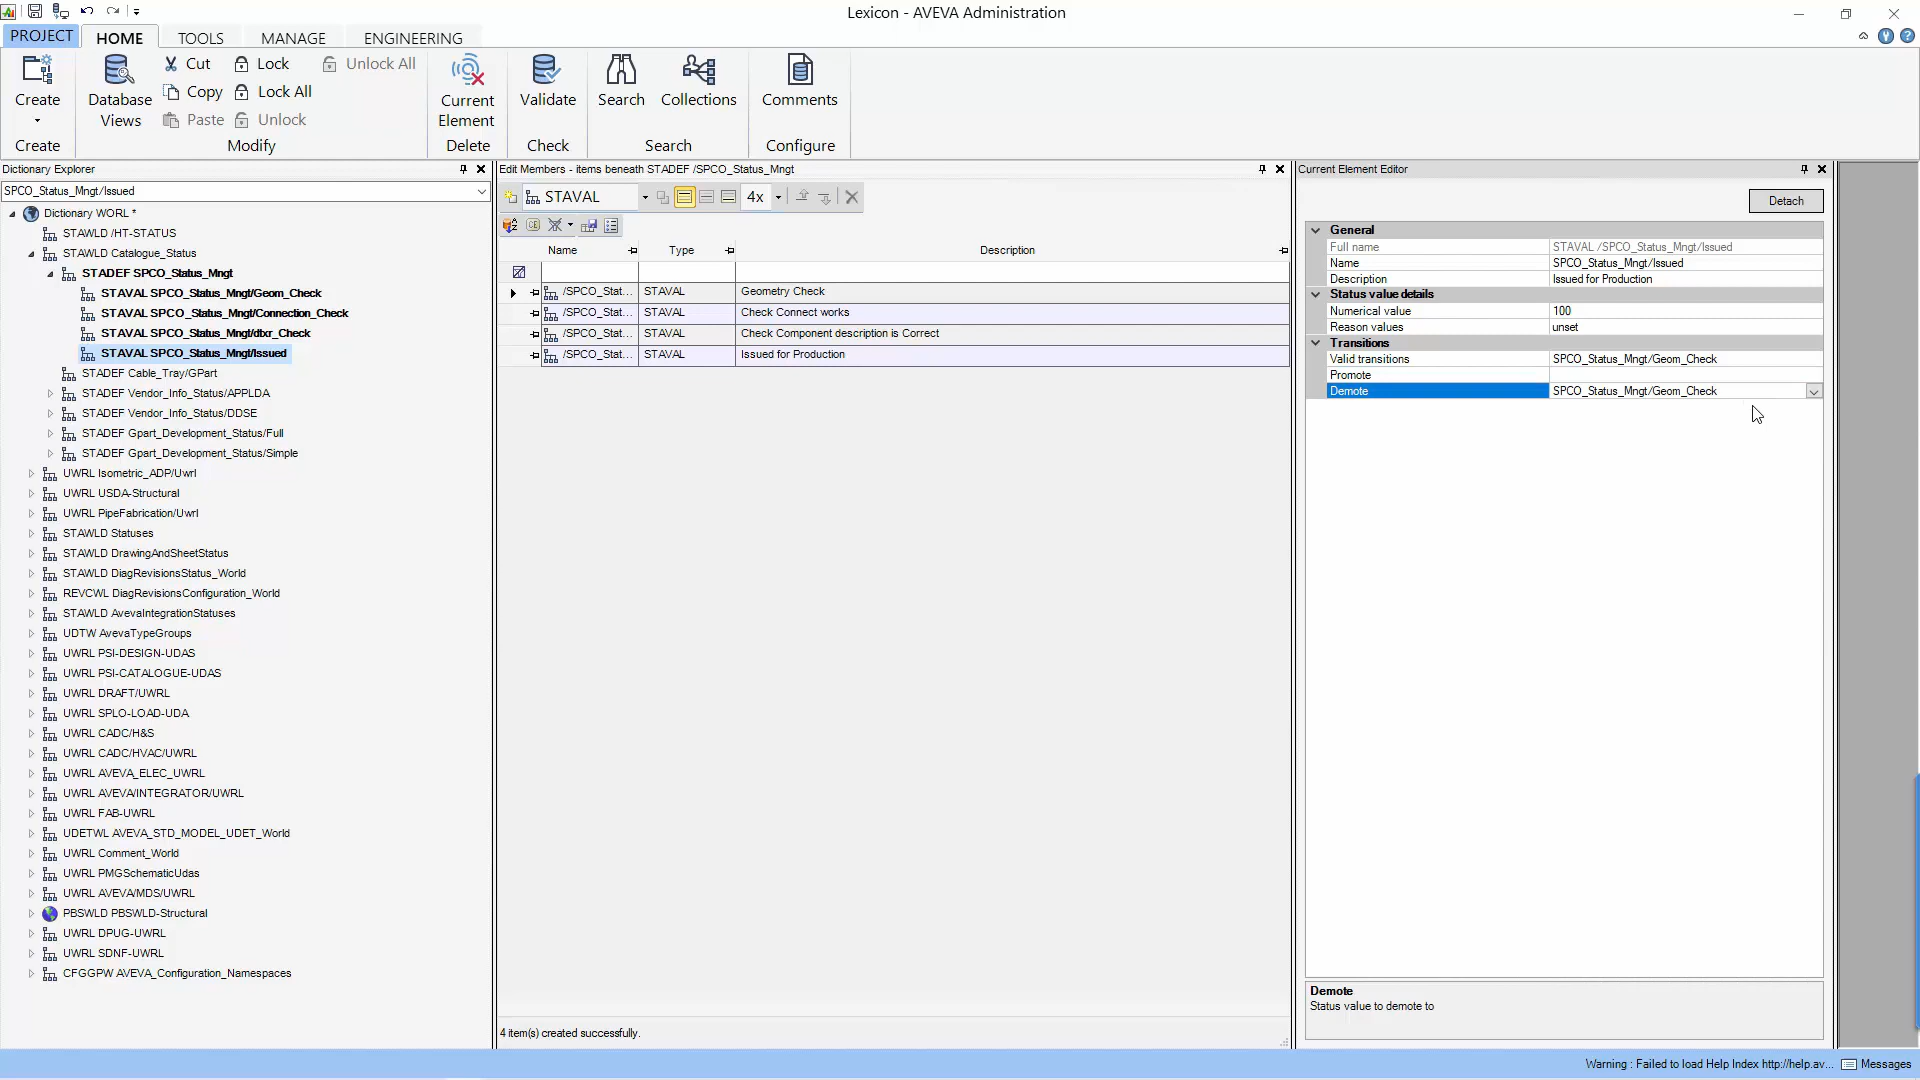 Lexicon - AVEVA Administration
PROJECT HOME TOOLS MANAGE ENGINEERING
Create
Database Views
Cut
Copy
Paste
Lock
Lock All
Unlock
Unlock All
Current Element
Validate
Search
Collections
Comments
Create Modify Delete Check Search Configure
Dictionary Explorer
SPCO_Status_Mngt/Issued
Dictionary WORL *
STAWLD /HT-STATUS
STAWLD Catalogue_Status
STADEF SPCO_Status_Mngt
STAVAL SPCO_Status_Mngt/Geom_Check
STAVAL SPCO_Status_Mngt/Connection_Check
STAVAL SPCO_Status_Mngt/dtxr_Check
STAVAL SPCO_Status_Mngt/Issued
STADEF Cable_Tray/GPart
STADEF Vendor_Info_Status/APPLDA
STADEF Vendor_Info_Status/DDSE
STADEF Gpart_Development_Status/Full
STADEF Gpart_Development_Status/Simple
UWRL Isometric_ADP/Uwrl
UWRL USDA-Structural
UWRL PipeFabrication/Uwrl
STAWLD Statuses
STAWLD DrawingAndSheetStatus
STAWLD DiagRevisionsStatus_World
REVCWL DiagRevisionsConfiguration_World
STAWLD AvevaIntegrationStatuses
UDTW AvevaTypeGroups
UWRL PSI-DESIGN-UDAS
UWRL PSI-CATALOGUE-UDAS
UWRL DRAFT/UWRL
UWRL SPLO-LOAD-UDA
UWRL CADC/H&S
UWRL CADC/HVAC/UWRL
UWRL AVEVA_ELEC_UWRL
UWRL AVEVA/INTEGRATOR/UWRL
UWRL FAB-UWRL
UDETWL AVEVA_STD_MODEL_UDET_World
UWRL Comment_World
UWRL PMGSchematicUdas
UWRL AVEVA/MDS/UWRL
PBSWLD PBSWLD-Structural
UWRL DPUG-UWRL
UWRL SDNF-UWRL
CFGGPW AVEVA_Configuration_Namespaces
Edit Members - items beneath STADEF /SPCO_Status_Mngt
STAVAL 4x
Name Type Description
/SPCO_Stat... STAVAL Geometry Check
/SPCO_Stat... STAVAL Check Connect works
/SPCO_Stat... STAVAL Check Component description is Correct
/SPCO_Stat... STAVAL Issued for Production
4 item(s) created successfully.
Current Element Editor
Detach
General
Full name STAVAL /SPCO_Status_Mngt/Issued
Name SPCO_Status_Mngt/Issued
Description Issued for Production
Status value details
Numerical value 100
Reason values unset
Transitions
Valid transitions SPCO_Status_Mngt/Geom_Check
Promote
Demote SPCO_Status_Mngt/Geom_Check
Demote
Status value to demote to
Warning : Failed to load Help Index http://help.av... Messages